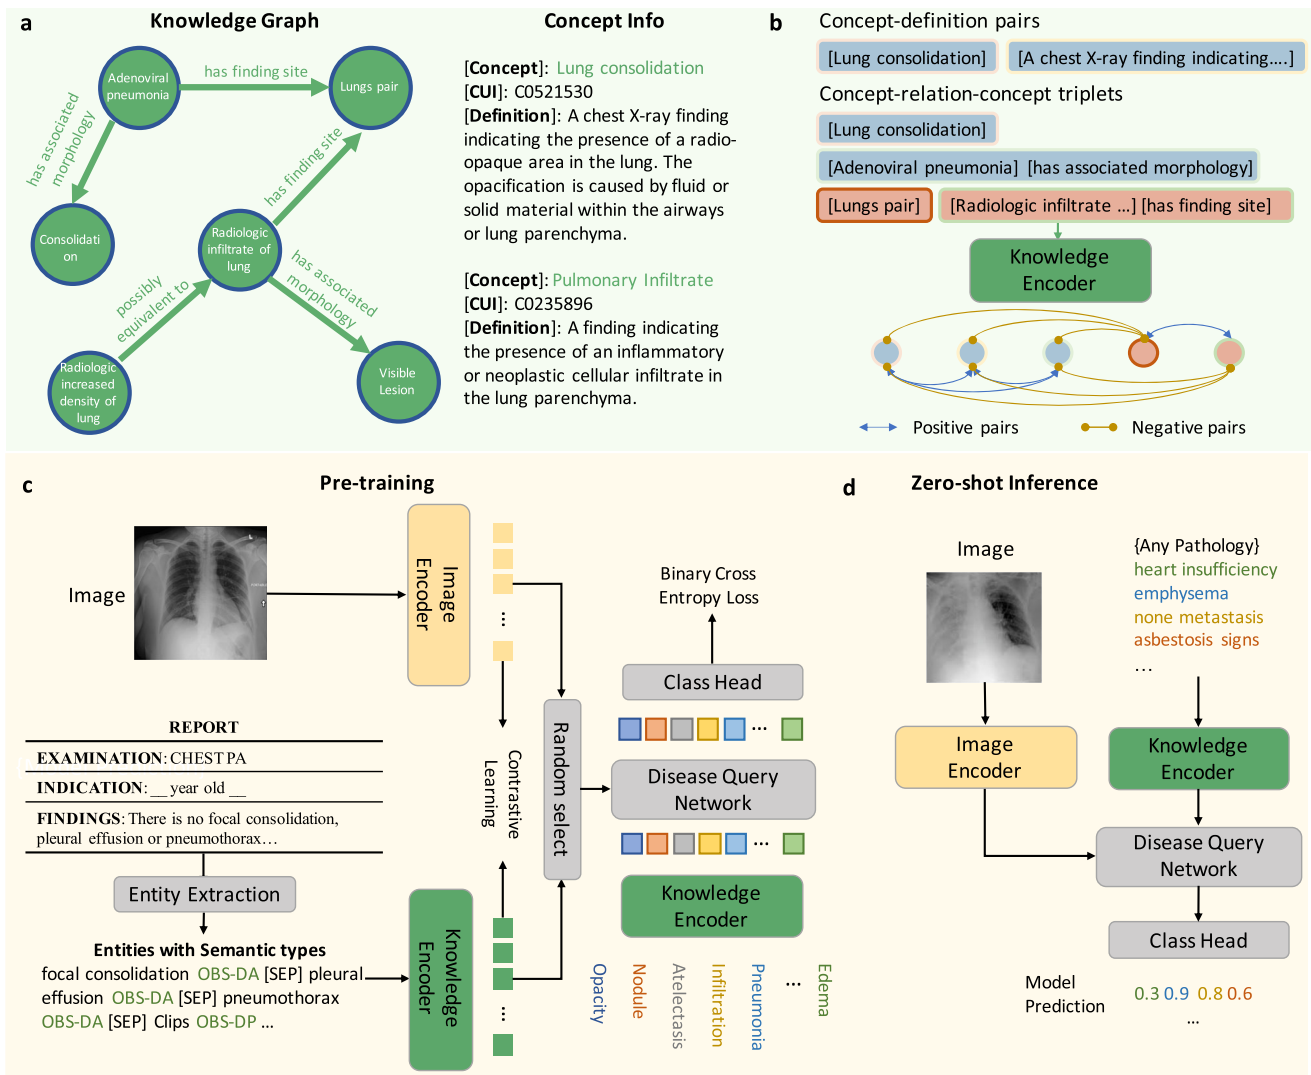 a
Knowledge Graph
Adenoviral
pneumonia
has finding site
Lungs pair
has associated
morphology
has finding site
Consolidati
on
Radiologic
infiltrate of
lung
possibly
equivalent to
has associated
morphology
Radiologic
increased
density of
lung
Visible
Lesion
Concept Info
[Concept]: Lung consolidation
[CUI]: C0521530
[Definition]: A chest X-ray finding
indicating the presence of a radio-
opaque area in the lung. The
opacification is caused by fluid or
solid material within the airways
or lung parenchyma.
[Concept]: Pulmonary Infiltrate
[CUI]: C0235896
[Definition]: A finding indicating
the presence of an inflammatory
or neoplastic cellular infiltrate in
the lung parenchyma.
b
Concept-definition pairs
[Lung consolidation] [A chest X-ray finding indicating....]
Concept-relation-concept triplets
[Lung consolidation]
[Adenoviral pneumonia] [has associated morphology]
[Lungs pair] [Radiologic infiltrate ...] [has finding site]
Knowledge
Encoder
Positive pairs
Negative pairs
c
Pre-training
Image
Image
Encoder
...
REPORT
EXAMINATION: CHEST PA
INDICATION: __ year old __
FINDINGS: There is no focal consolidation,
pleural effusion or pneumothorax...
Entity Extraction
Entities with Semantic types
focal consolidation OBS-DA [SEP] pleural
effusion OBS-DA [SEP] pneumothorax
OBS-DA [SEP] Clips OBS-DP ...
Knowledge
Encoder
...
Contrastive
Learning
Random select
Binary Cross
Entropy Loss
Class Head
...
Disease Query
Network
...
Knowledge
Encoder
Opacity
Nodule
Atelectasis
Infiltration
Pneumonia
...
Edema
d
Zero-shot Inference
Image
{Any Pathology}
heart insufficiency
emphysema
none metastasis
asbestosis signs
...
Image
Encoder
Knowledge
Encoder
Disease Query
Network
Class Head
Model
Prediction
0.3 0.9 0.8 0.6
...